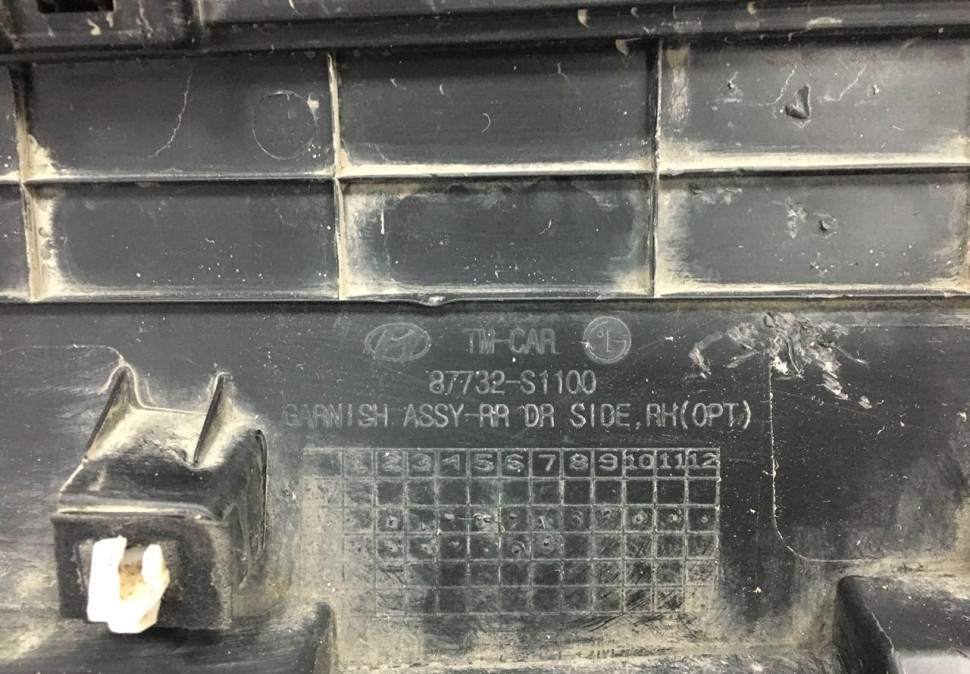 TM-CAR LG
87732-S1100
GARNISH ASSY-RR DR SIDE,RH(OPT)
1 2 3 4 5 6 7 8 9 10 11 12